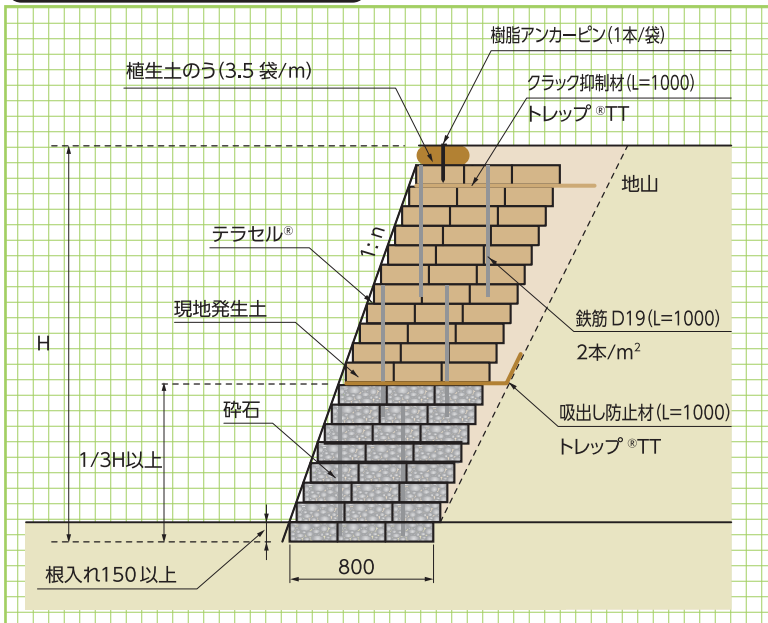 樹脂アンカーピン(1本/袋)
植生土のう(3.5袋/m)
クラック抑制材(L=1000)
トレップ®TT
地山
1:n
テラセル®
現地発生土
鉄筋 D19(L=1000)
2本/m²
H
吸出し防止材(L=1000)
トレップ®TT
砕石
1/3H以上
根入れ150以上
800